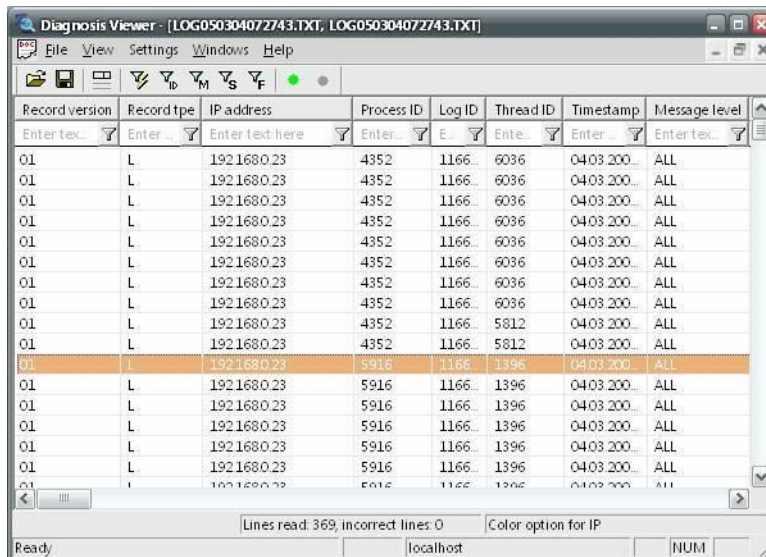 Diagnosis Viewer - [LOG050304072743.TXT, LOG050304072743.TXT]
File View Settings Windows Help
Record version Record tpe IP address Process ID Log ID Thread ID Timestamp Message level
Enter tex... Enter ... Enter text here Enter... E... Ente... Enter ... Enter tex...
01 L 192.168.0.23 4352 1166... 6036 04.03.200... ALL
01 L 192.168.0.23 4352 1166... 6036 04.03.200... ALL
01 L 192.168.0.23 4352 1166... 6036 04.03.200... ALL
01 L 192.168.0.23 4352 1166... 6036 04.03.200... ALL
01 L 192.168.0.23 4352 1166... 6036 04.03.200... ALL
01 L 192.168.0.23 4352 1166... 6036 04.03.200... ALL
01 L 192.168.0.23 4352 1166... 6036 04.03.200... ALL
01 L 192.168.0.23 4352 1166... 6036 04.03.200... ALL
01 L 192.168.0.23 4352 1166... 5812 04.03.200... ALL
01 L 192.168.0.23 4352 1166... 5812 04.03.200... ALL
01 L 192.168.0.23 5916 1166... 1396 04.03.200... ALL
01 L 192.168.0.23 5916 1166... 1396 04.03.200... ALL
01 L 192.168.0.23 5916 1166... 1396 04.03.200... ALL
01 L 192.168.0.23 5916 1166... 1396 04.03.200... ALL
01 L 192.168.0.23 5916 1166... 1396 04.03.200... ALL
01 L 192.168.0.23 5916 1166... 1396 04.03.200... ALL
01 L 192.168.0.23 5916 1166... 1396 04.03.200... ALL
Lines read: 369, incorrect lines: 0 Color option for IP
Ready localhost NUM